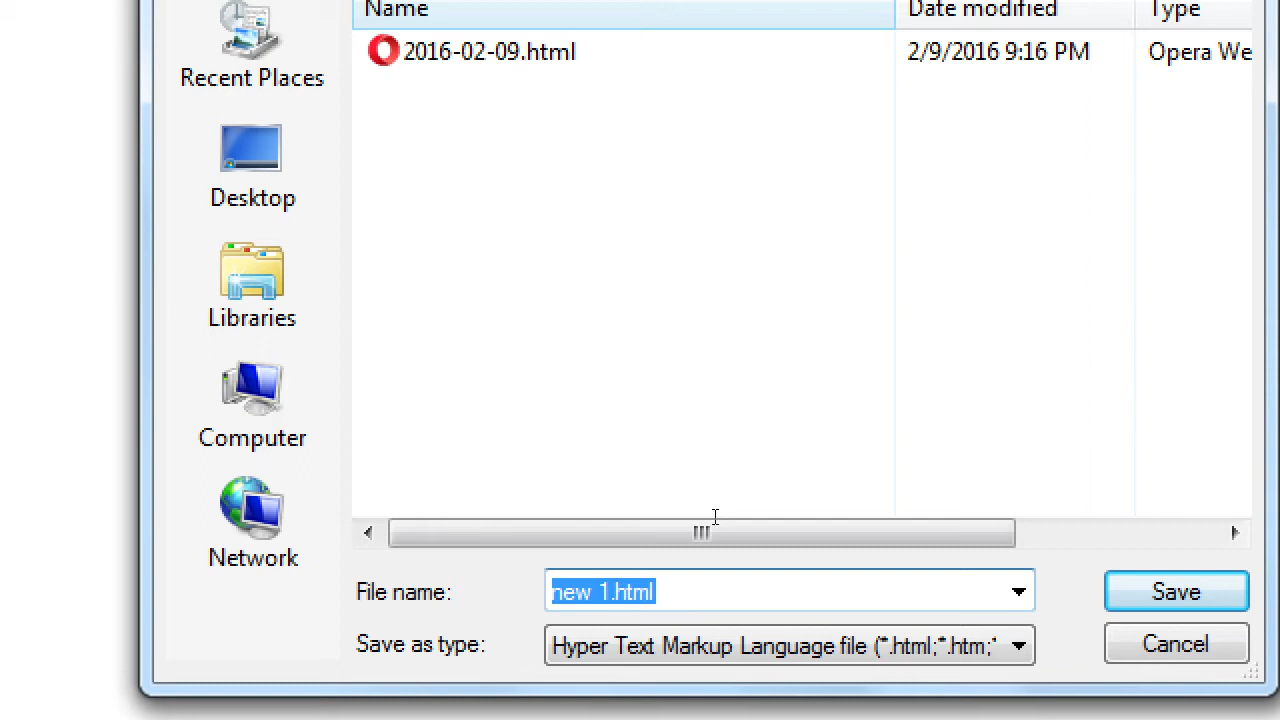 Name Date modified Type
2016-02-09.html 2/9/2016 9:16 PM Opera We
Recent Places
Desktop
Libraries
Computer
Network
File name: new 1.html Save
Save as type: Hyper Text Markup Language file (*.html;*.htm;* Cancel